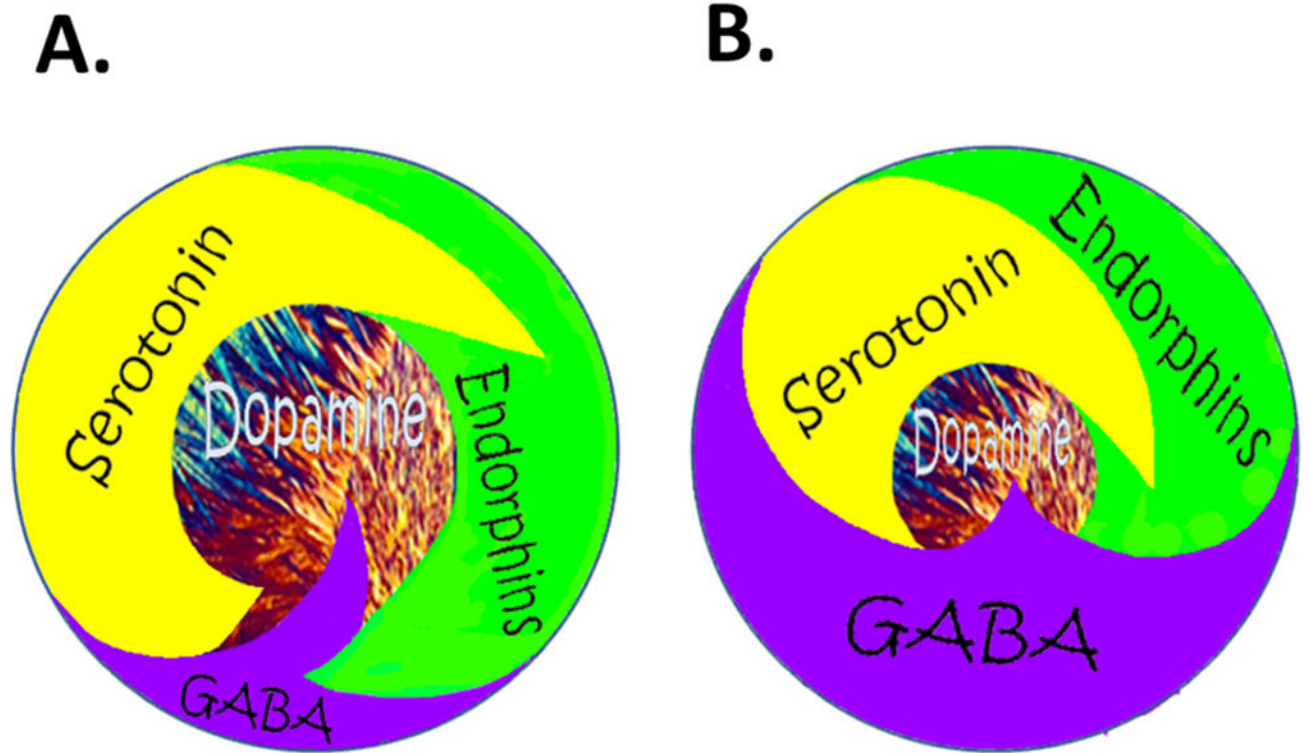 A.
Serotonin
Dopamine
Endorphins
GABA
B.
Endorphins
Serotonin
Dopamine
GABA